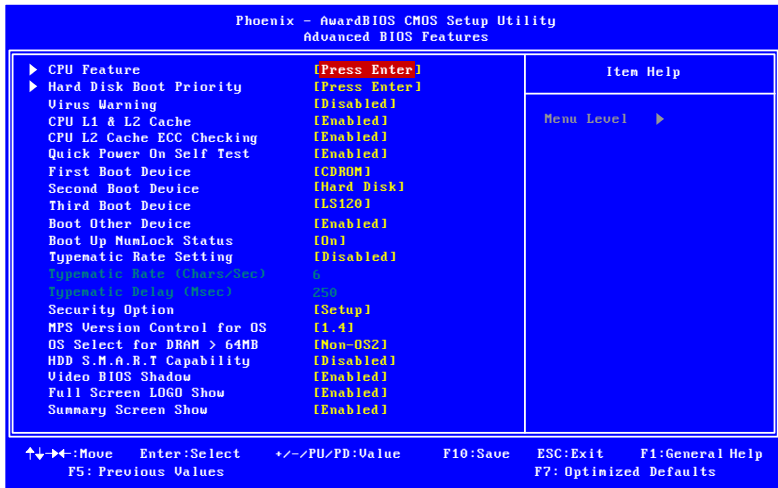 Phoenix - AwardBIOS CMOS Setup Utility
Advanced BIOS Features
CPU Feature [Press Enter]
Hard Disk Boot Priority [Press Enter]
Virus Warning [Disabled]
CPU L1 & L2 Cache [Enabled]
CPU L2 Cache ECC Checking [Enabled]
Quick Power On Self Test [Enabled]
First Boot Device [CDROM]
Second Boot Device [Hard Disk]
Third Boot Device [LS120]
Boot Other Device [Enabled]
Boot Up NumLock Status [On]
Typematic Rate Setting [Disabled]
Typematic Rate (Chars/Sec) 6
Typematic Delay (Msec) 250
Security Option [Setup]
MPS Version Control for OS [1.4]
OS Select for DRAM > 64MB [Non-OS2]
HDD S.M.A.R.T Capability [Disabled]
Video BIOS Shadow [Enabled]
Full Screen LOGO Show [Enabled]
Summary Screen Show [Enabled]
Item Help
Menu Level
↑↓→←:Move Enter:Select +/-/PU/PD:Value F10:Save ESC:Exit F1:General Help
F5: Previous Values F7: Optimized Defaults